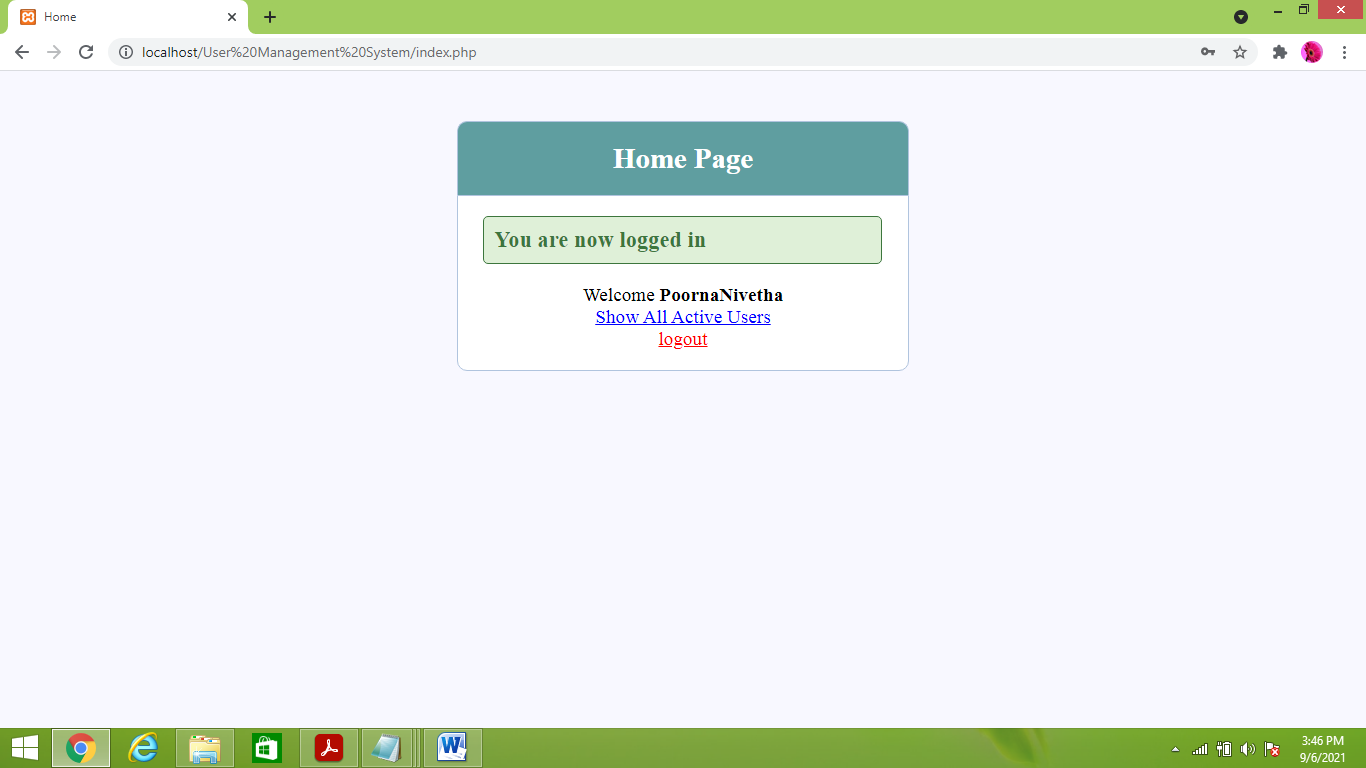 Home
localhost/User%20Management%20System/index.php
Home Page
You are now logged in
Welcome PoornaNivetha
Show All Active Users
logout
3:46 PM
9/6/2021